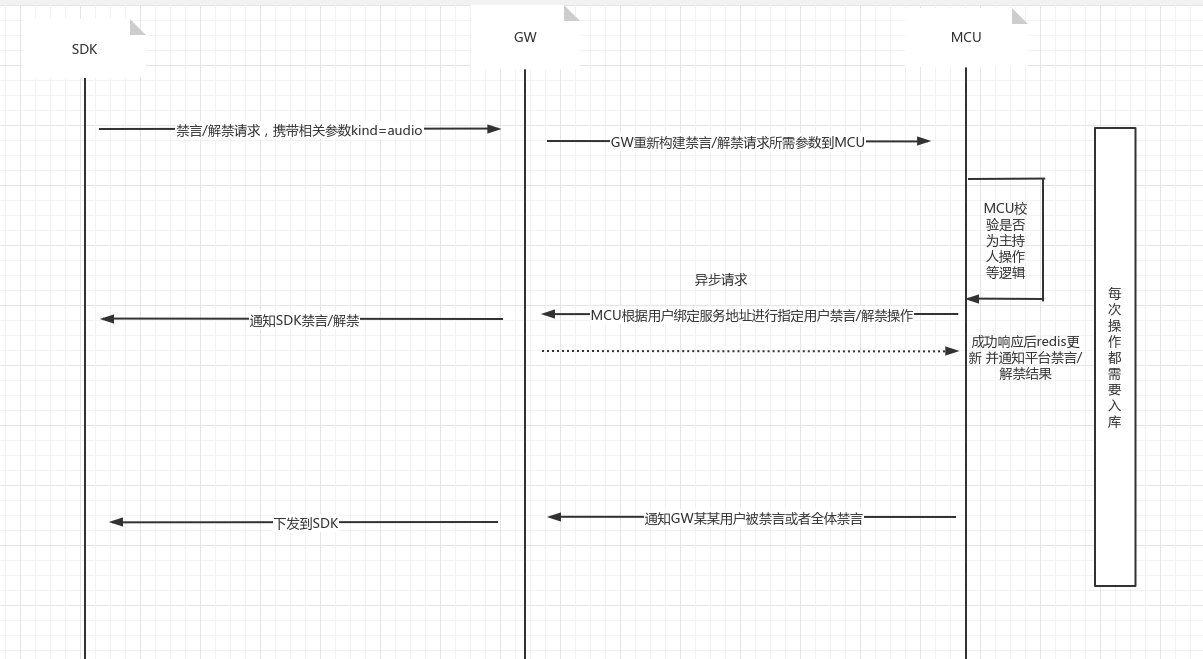 SDK
GW
MCU
禁言/解禁请求，携带相关参数kind=audio
GW重新构建禁言/解禁请求所需参数到MCU
MCU校
验是否
为主持
人操作
等逻辑
异步请求
通知SDK禁言/解禁
MCU根据用户绑定服务地址进行指定用户禁言/解禁操作
成功响应后redis更
新 并通知平台禁言/
解禁结果
每
次
操
作
都
需
要
入
库
下发到SDK
通知GW某某用户被禁言或者全体禁言